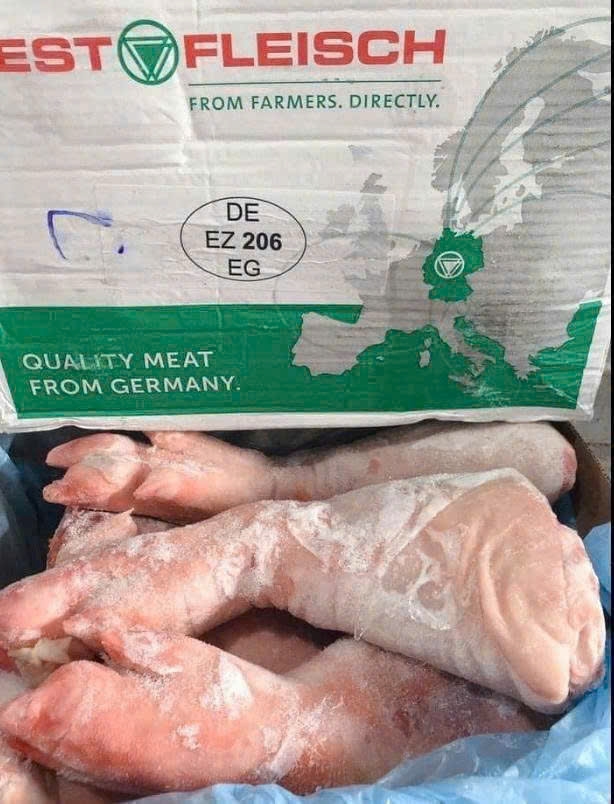 EST FLEISCH
FROM FARMERS. DIRECTLY.
DE
EZ 206
EG
QUALITY MEAT
FROM GERMANY.